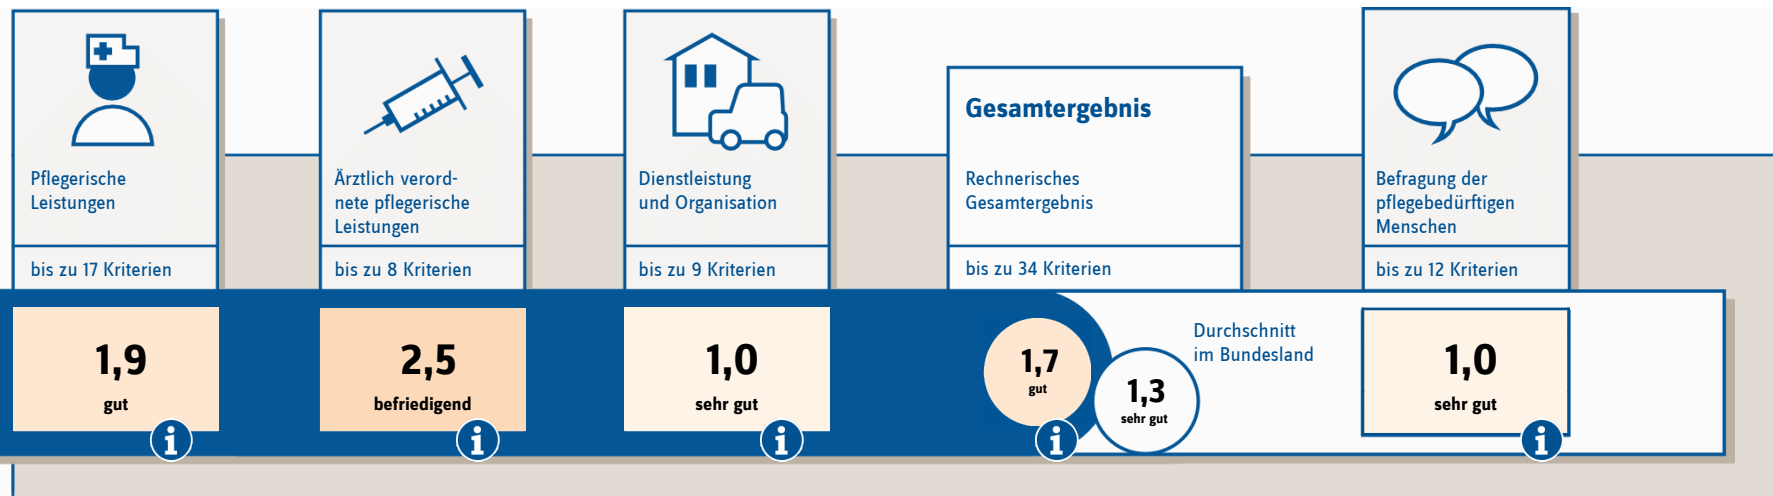 Pflegerische
Leistungen
bis zu 17 Kriterien
1,9
gut
i
Ärztlich verord-
nete pflegerische
Leistungen
bis zu 8 Kriterien
2,5
befriedigend
i
Dienstleistung
und Organisation
bis zu 9 Kriterien
1,0
sehr gut
i
Gesamtergebnis
Rechnerisches
Gesamtergebnis
bis zu 34 Kriterien
1,7
gut
i
1,3
sehr gut
Durchschnitt
im Bundesland
Befragung der
pflegebedürftigen
Menschen
bis zu 12 Kriterien
1,0
sehr gut
i